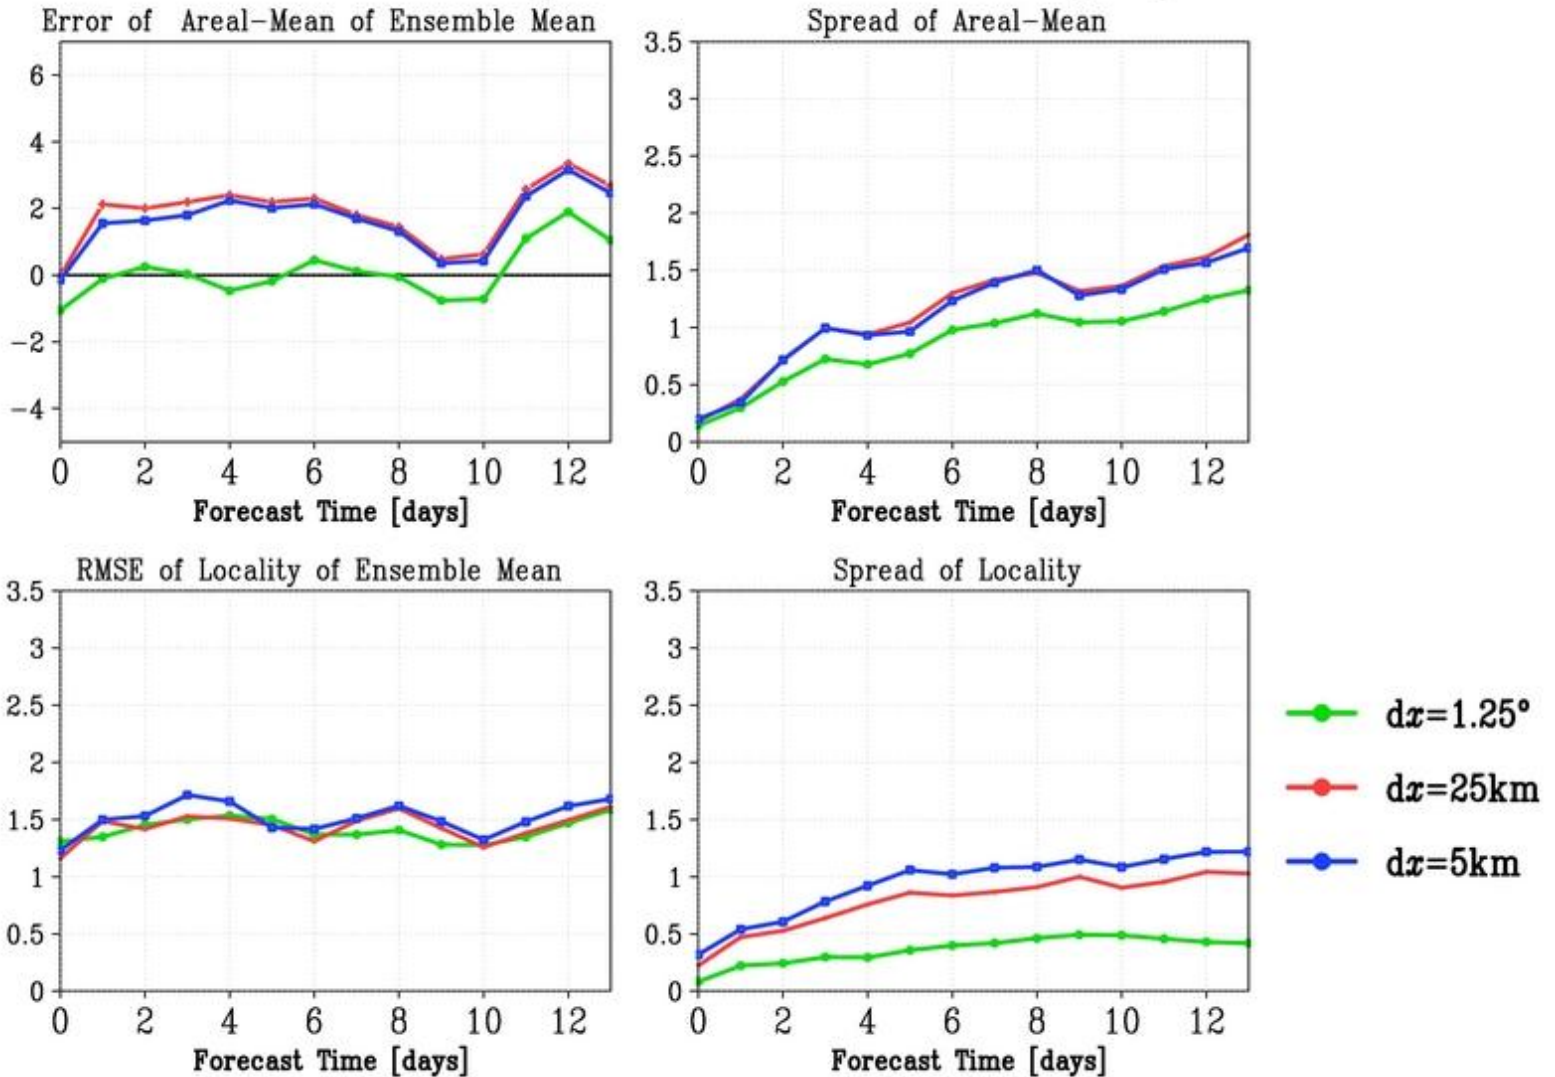 Error of Areal-Mean of Ensemble Mean
6
4
2
0
-2
-4
0 2 4 6 8 10 12
Forecast Time [days]
Spread of Areal-Mean
3.5
3
2.5
2
1.5
1
0.5
0
0 2 4 6 8 10 12
Forecast Time [days]
RMSE of Locality of Ensemble Mean
3.5
3
2.5
2
1.5
1
0.5
0
0 2 4 6 8 10 12
Forecast Time [days]
Spread of Locality
3.5
3
2.5
2
1.5
1
0.5
0
0 2 4 6 8 10 12
Forecast Time [days]
dx=1.25°
dx=25km
dx=5km